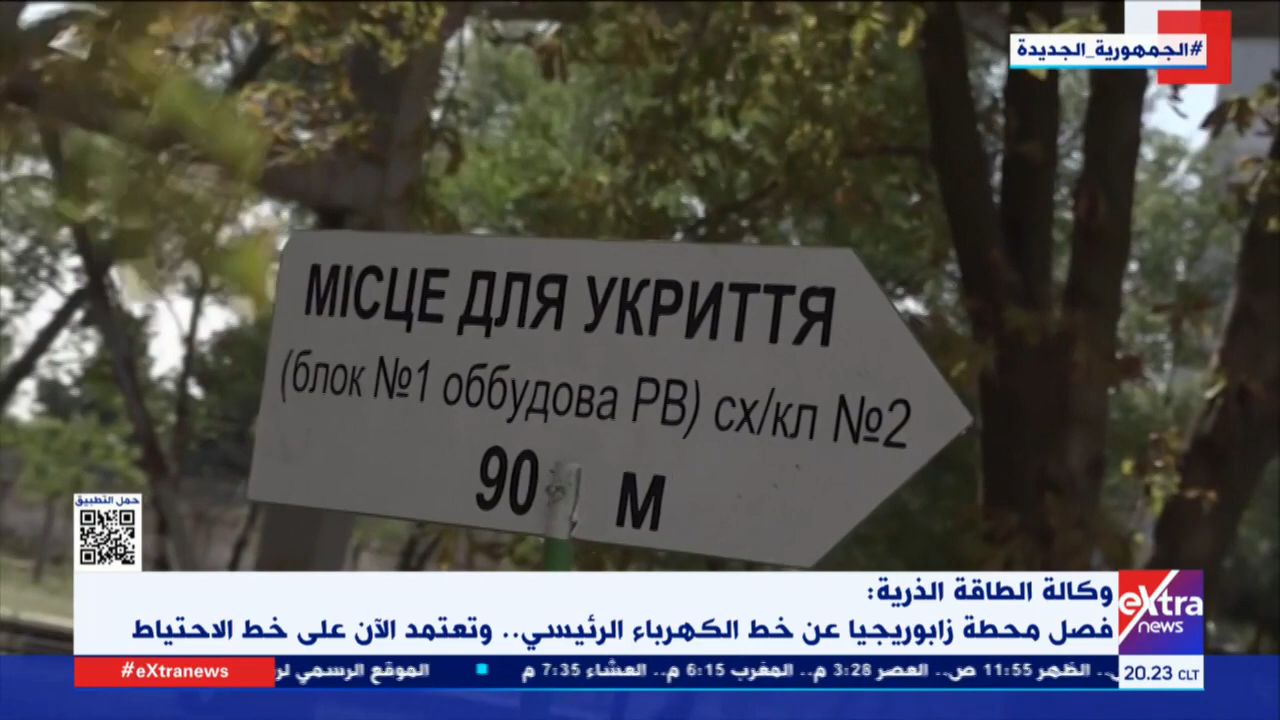 #الجمهورية_الجديدة
МІСЦЕ ДЛЯ УКРИТТЯ
(блок №1 оббудова РВ) сх/кл №2
90 м
حمل التطبيق
وكالة الطاقة الذرية:
فصل محطة زابوريجيا عن خط الكهرباء الرئيسي.. وتعتمد الآن على خط الاحتياط
eXtra news
#eXtranews
الظهر 11:55 ص.. العصر 3:28 م.. المغرب 6:15 م.. العشاء 7:35 م
الموقع الرسمي
20.23 CLT